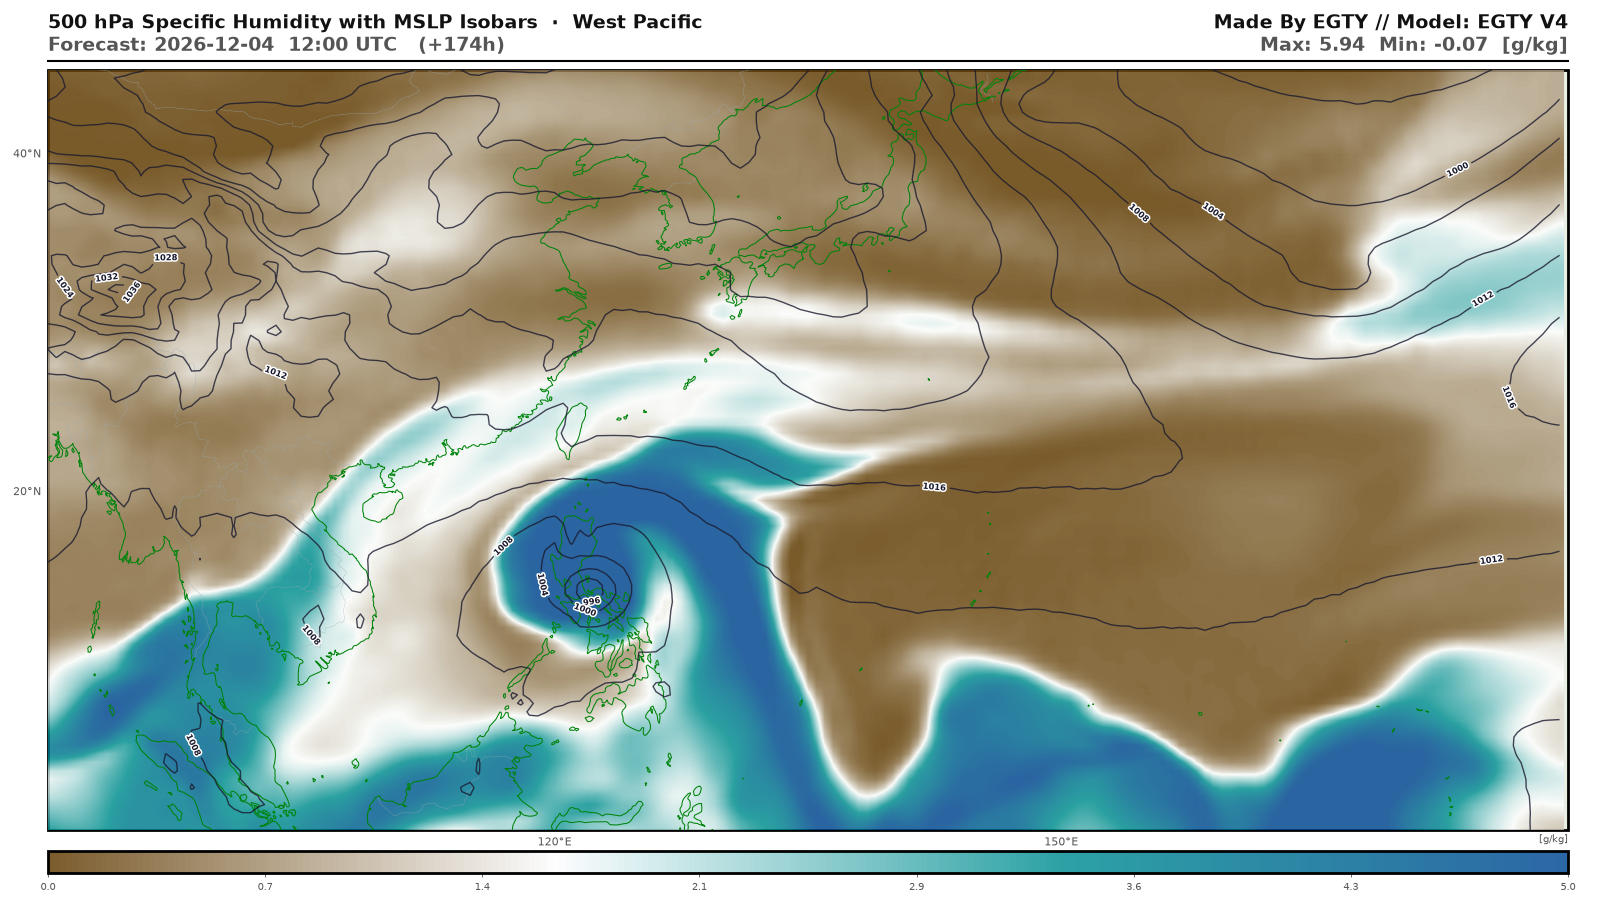 500 hPa Specific Humidity with MSLP Isobars · West Pacific
Made By EGTY // Model: EGTY V4
Forecast: 2026-12-04 12:00 UTC (+174h)
Max: 5.94 Min: -0.07 [g/kg]
40°N
1000
1008
1004
1028
1032
1024
1036
1012
1012
1016
20°N
1016
1008
1012
1004
996
1000
1008
1008
120°E
150°E
[g/kg]
0.0
0.7
1.4
2.1
2.9
3.6
4.3
5.0